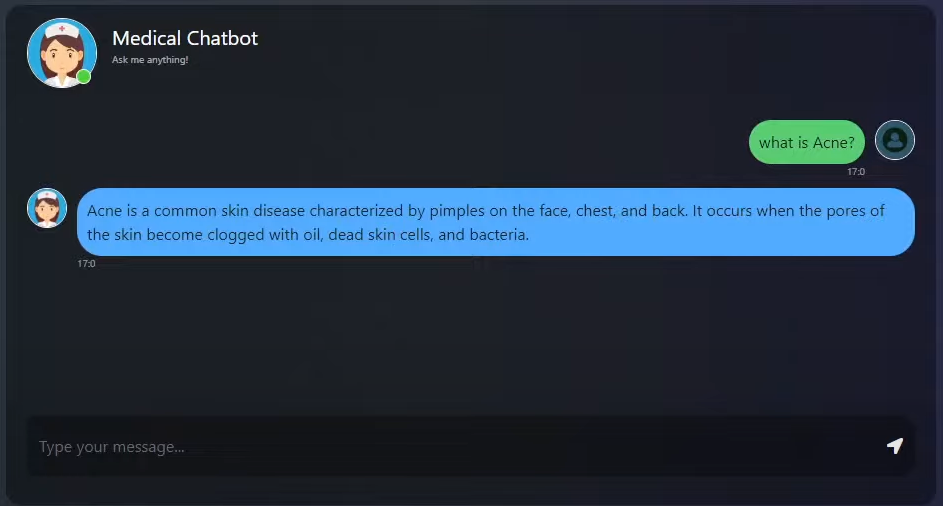 Medical Chatbot
Ask me anything!
what is Acne?
17:0
Acne is a common skin disease characterized by pimples on the face, chest, and back. It occurs when the pores of
the skin become clogged with oil, dead skin cells, and bacteria.
17:0
Type your message...